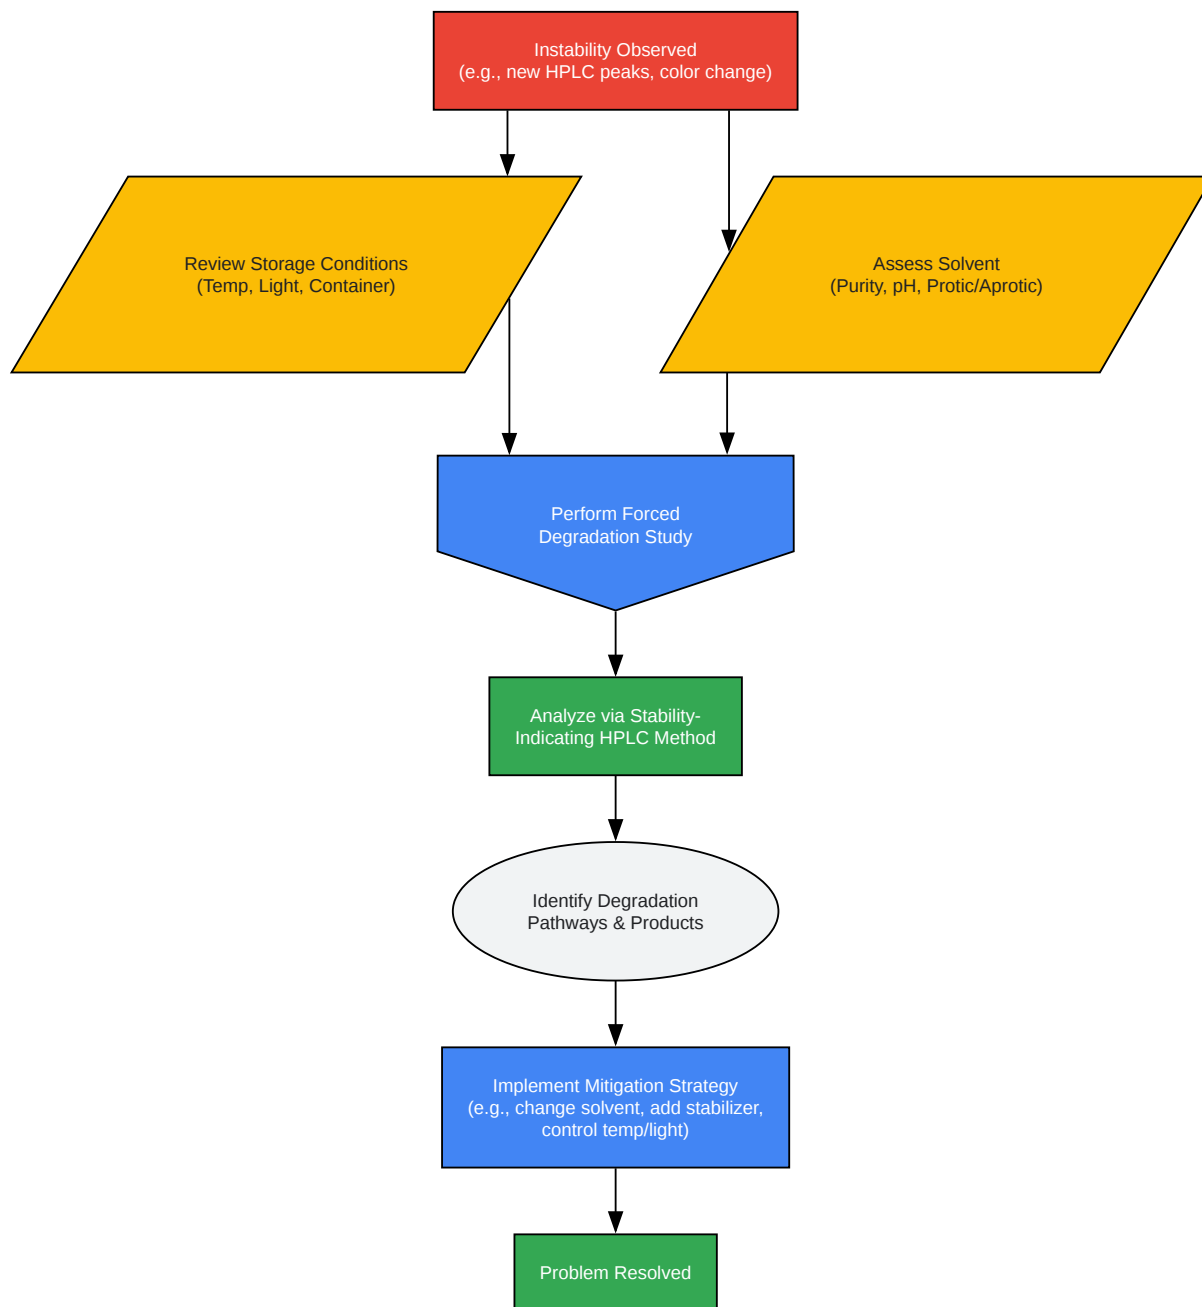 Instability Observed
(e.g., new HPLC peaks, color change)
Review Storage Conditions
(Temp, Light, Container)
Assess Solvent
(Purity, pH, Protic/Aprotic)
Perform Forced
Degradation Study
Analyze via Stability-
Indicating HPLC Method
Identify Degradation
Pathways & Products
Implement Mitigation Strategy
(e.g., change solvent, add stabilizer,
control temp/light)
Problem Resolved